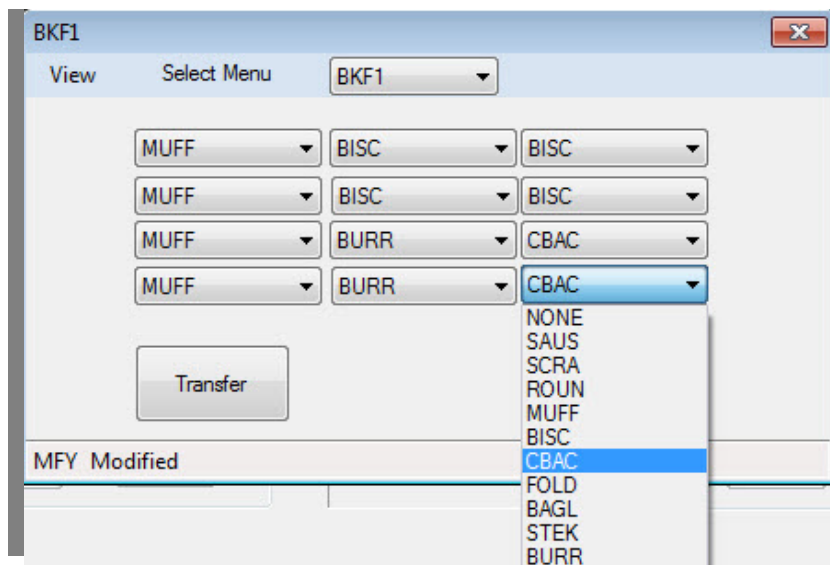 BKF1
View Select Menu BKF1
MUFF BISC BISC
MUFF BISC BISC
MUFF BURR CBAC
MUFF BURR CBAC
NONE
SAUS
SCRA
ROUN
Transfer
MUFF
BISC
MFY Modified
CBAC
FOLD
BAGL
STEK
BURR